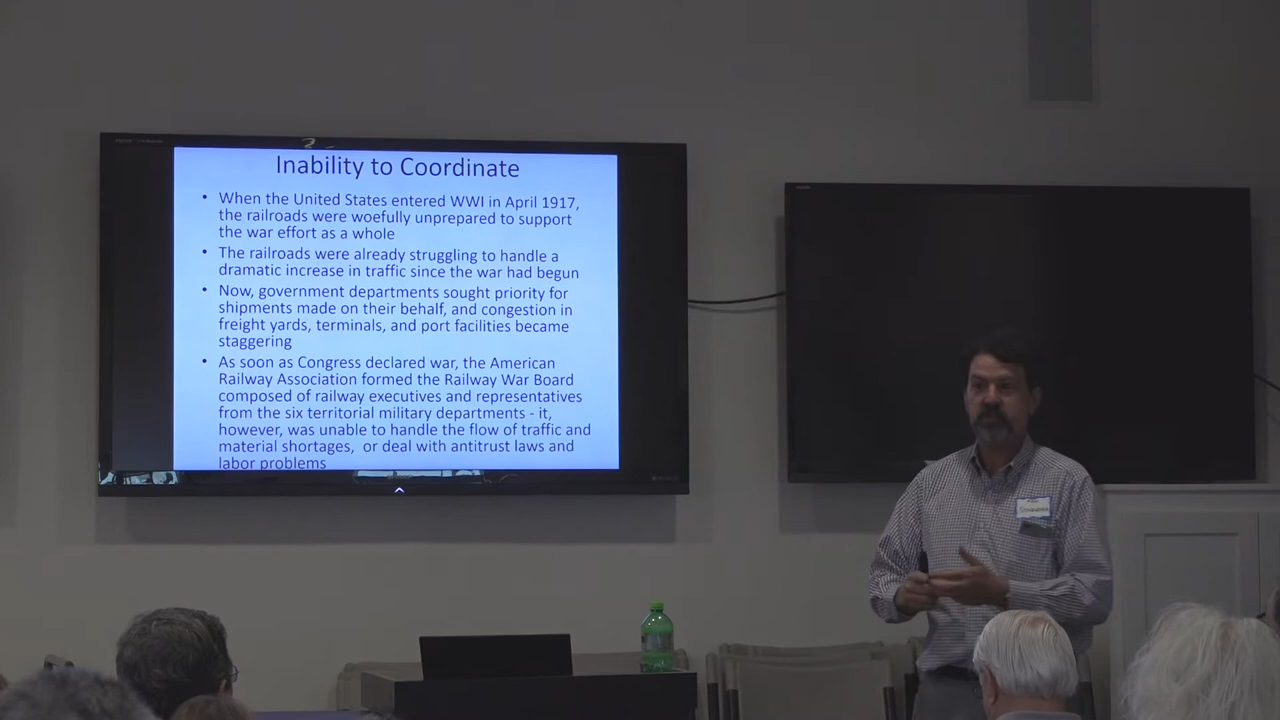 Inability to Coordinate
• When the United States entered WWI in April 1917,
the railroads were woefully unprepared to support
the war effort as a whole
• The railroads were already struggling to handle a
dramatic increase in traffic since the war had begun
• Now, government departments sought priority for
shipments made on their behalf, and congestion in
freight yards, terminals, and port facilities became
staggering
• As soon as Congress declared war, the American
Railway Association formed the Railway War Board
composed of railway executives and representatives
from the six territorial military departments - it,
however, was unable to handle the flow of traffic and
material shortages,  or deal with antitrust laws and
labor problems